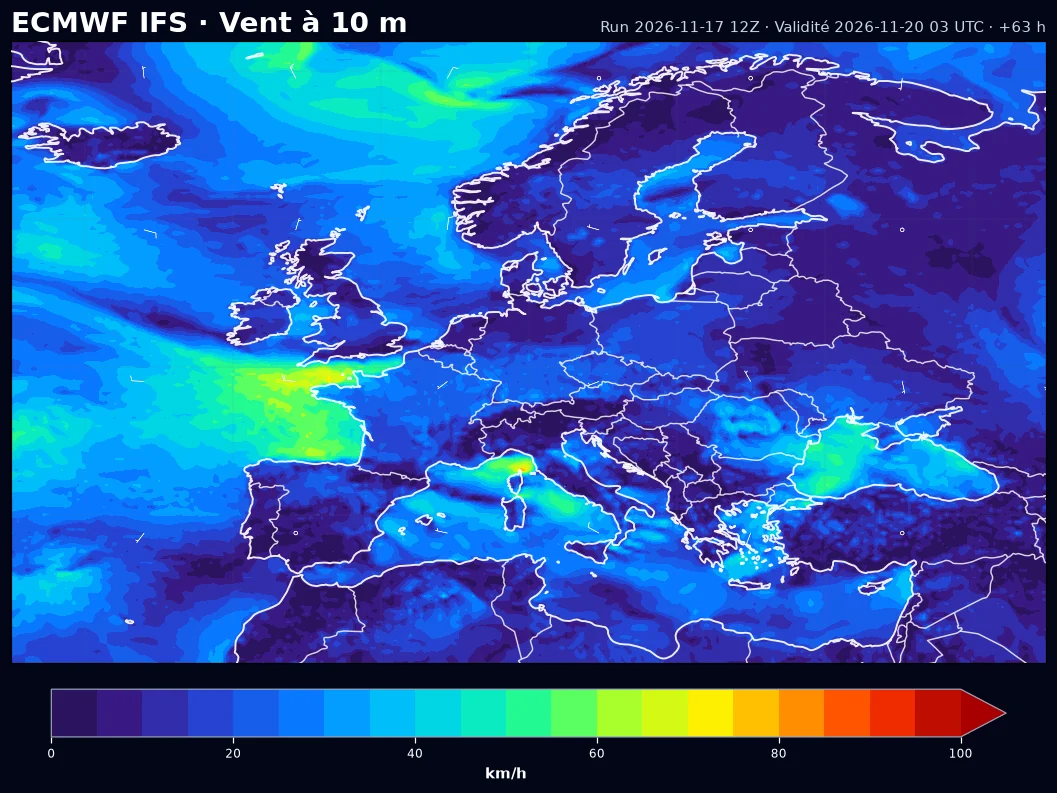 ECMWF IFS · Vent à 10 m
Run 2026-11-17 12Z · Validité 2026-11-20 03 UTC · +63 h
0 20 40 60 80 100
km/h